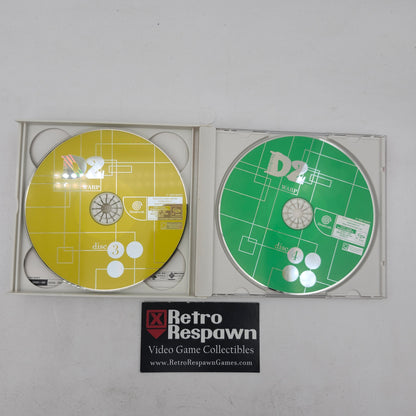 D2
WARP
disc 3
D2
WARP
disc 4
Retro
Respawn
Video Game Collectibles
www.RetroRespawnGames.com